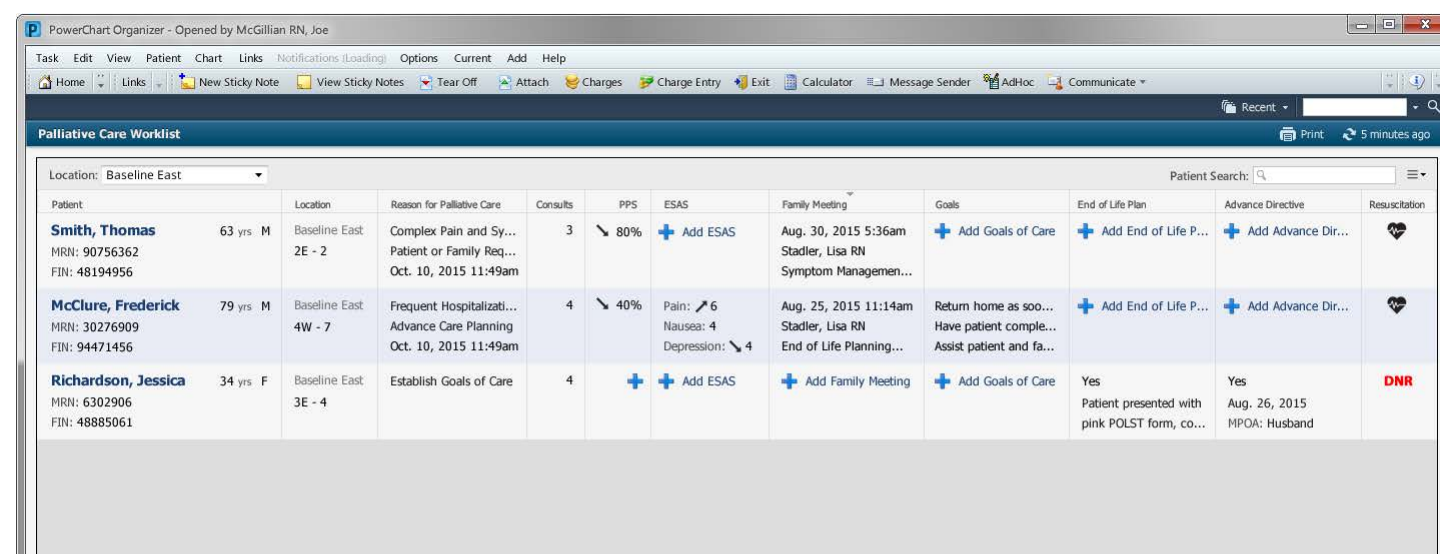 PowerChart Organizer - Opened by McGillian RN, Joe
Task Edit View Patient Chart Links Notifications (Loading) Options Current Add Help
Home Links New Sticky Note View Sticky Notes Tear Off Attach Charges Charge Entry Exit Calculator Message Sender AdHoc Communicate
Recent
Palliative Care Worklist Print 5 minutes ago
Location: Baseline East Patient Search:
Patient Location Reason for Palliative Care Consults PPS ESAS Family Meeting Goals End of Life Plan Advance Directive Resuscitation
Smith, Thomas 63 yrs M Baseline East Complex Pain and Sy... 3 80% Add ESAS Aug. 30, 2015 5:36am Add Goals of Care Add End of Life P... Add Advance Dir...
MRN: 90756362 2E - 2 Patient or Family Req... Stadler, Lisa RN
FIN: 48194956 Oct. 10, 2015 11:49am Symptom Managemen...
McClure, Frederick 79 yrs M Baseline East Frequent Hospitalizati... 4 40% Pain: 6 Aug. 25, 2015 11:14am Return home as soo... Add End of Life P... Add Advance Dir...
MRN: 30276909 4W - 7 Advance Care Planning Nausea: 4 Stadler, Lisa RN Have patient comple...
FIN: 94471456 Oct. 10, 2015 11:49am Depression: 4 End of Life Planning... Assist patient and fa...
Richardson, Jessica 34 yrs F Baseline East Establish Goals of Care 4 Add ESAS Add Family Meeting Add Goals of Care Yes Yes DNR
MRN: 6302906 3E - 4 Patient presented with Aug. 26, 2015
FIN: 48885061 pink POLST form, co... MPOA: Husband